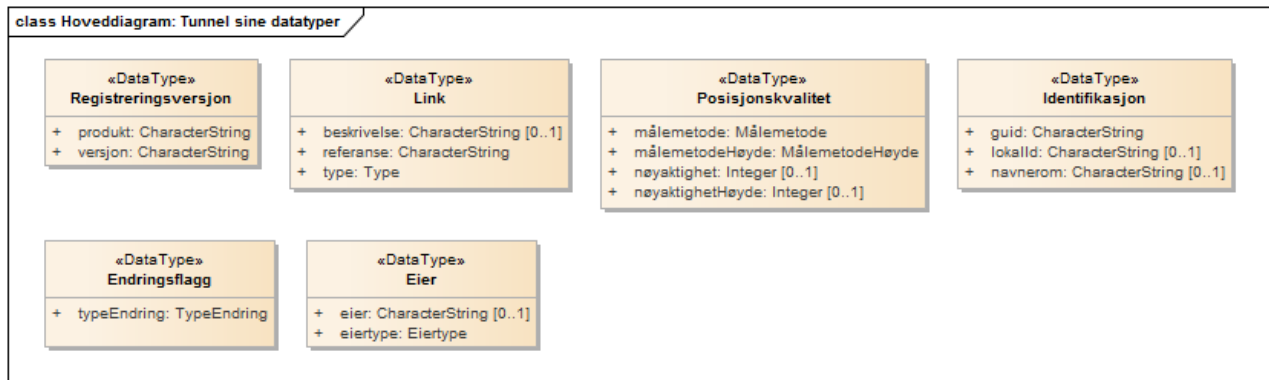 class Hoveddiagram: Tunnel sine datatyper
«DataType»
Registreringsversjon
+ produkt: CharacterString
+ versjon: CharacterString
«DataType»
Link
+ beskrivelse: CharacterString [0..1]
+ referanse: CharacterString
+ type: Type
«DataType»
Posisjonskvalitet
+ målemetode: Målemetode
+ målemetodeHøyde: MålemetodeHøyde
+ nøyaktighet: Integer [0..1]
+ nøyaktighetHøyde: Integer [0..1]
«DataType»
Identifikasjon
+ guid: CharacterString
+ lokalId: CharacterString [0..1]
+ navnerom: CharacterString [0..1]
«DataType»
Endringsflagg
+ typeEndring: TypeEndring
«DataType»
Eier
+ eier: CharacterString [0..1]
+ eiertype: Eiertype